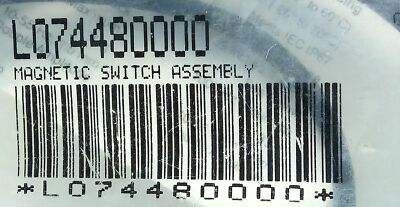 L074480000
MAGNETIC SWITCH ASSEMBLY
*L074480000*